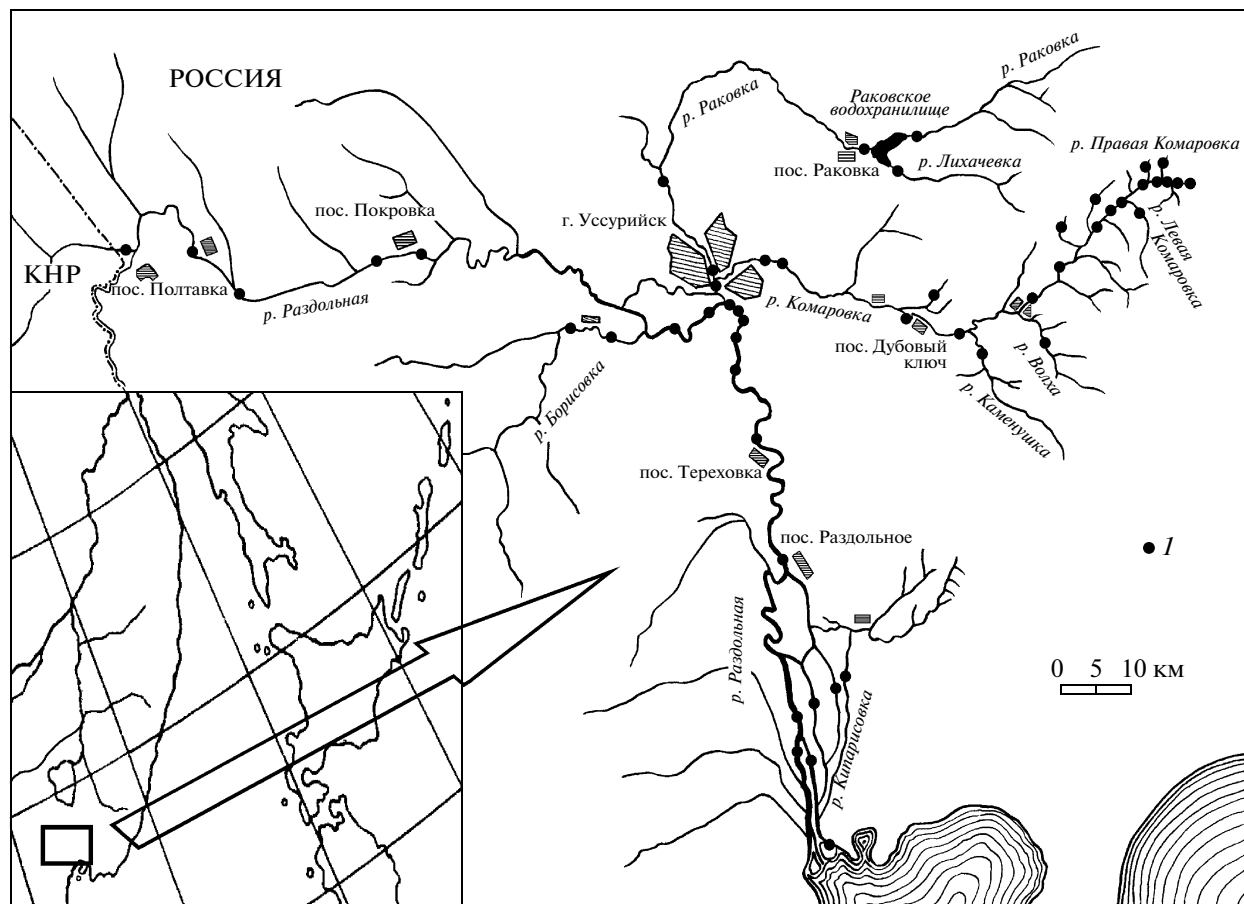 РОССИЯ
р. Раковка
р. Раковка
Раковское
водохранилище
р. Правая Комаровка
р. Лихачевка
пос. Раковка
пос. Покровка
г. Уссурийск
р. Левая
Комаровка
КНР
пос. Полтавка
р. Раздольная
р. Комаровка
пос. Дубовый
ключ
р. Волха
р. Каменушка
р. Борисовка
пос. Тереховка
пос. Раздольное
1
р. Раздольная
0 5 10 км
р. Кипарисовка